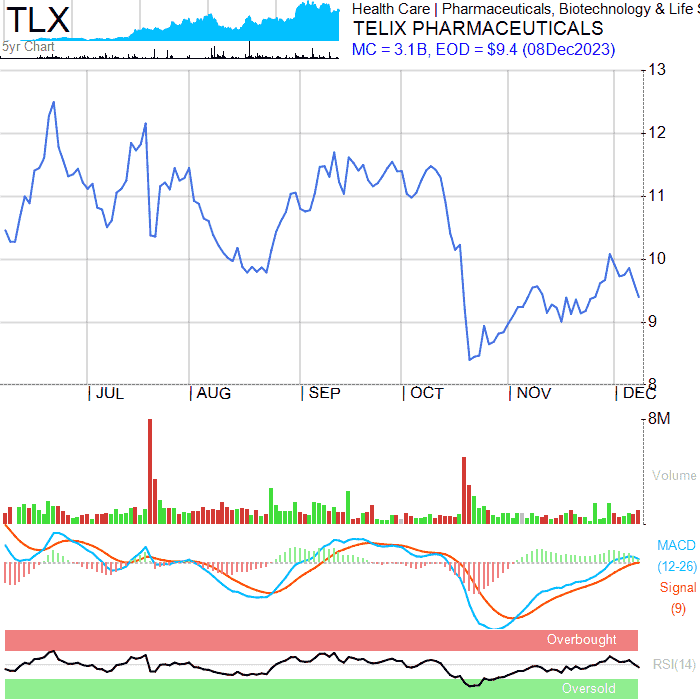 TLX
5yr Chart
Health Care | Pharmaceuticals, Biotechnology & Life S
TELIX PHARMACEUTICALS
MC = 3.1B, EOD = $9.4 (08Dec2023)
13
12
11
10
9
8
JUL AUG SEP OCT NOV DEC
8M
Volume
MACD
(12-26)
Signal
(9)
Overbought
RSI(14)
Oversold